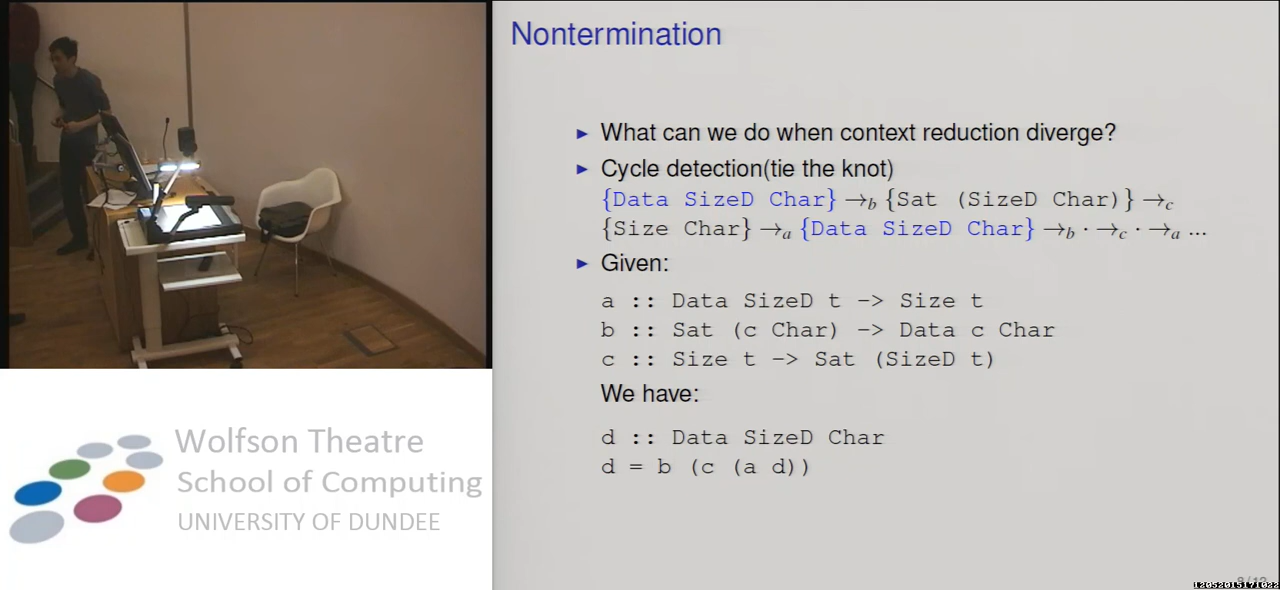 Nontermination
► What can we do when context reduction diverge?
► Cycle detection(tie the knot)
{Data SizeD Char} →b {Sat (SizeD Char)} →c
{Size Char} →a {Data SizeD Char} →b · →c · →a ...
► Given:
a :: Data SizeD t -> Size t
b :: Sat (c Char) -> Data c Char
c :: Size t -> Sat (SizeD t)
We have:
d :: Data SizeD Char
d = b (c (a d))
Wolfson Theatre
School of Computing
UNIVERSITY OF DUNDEE